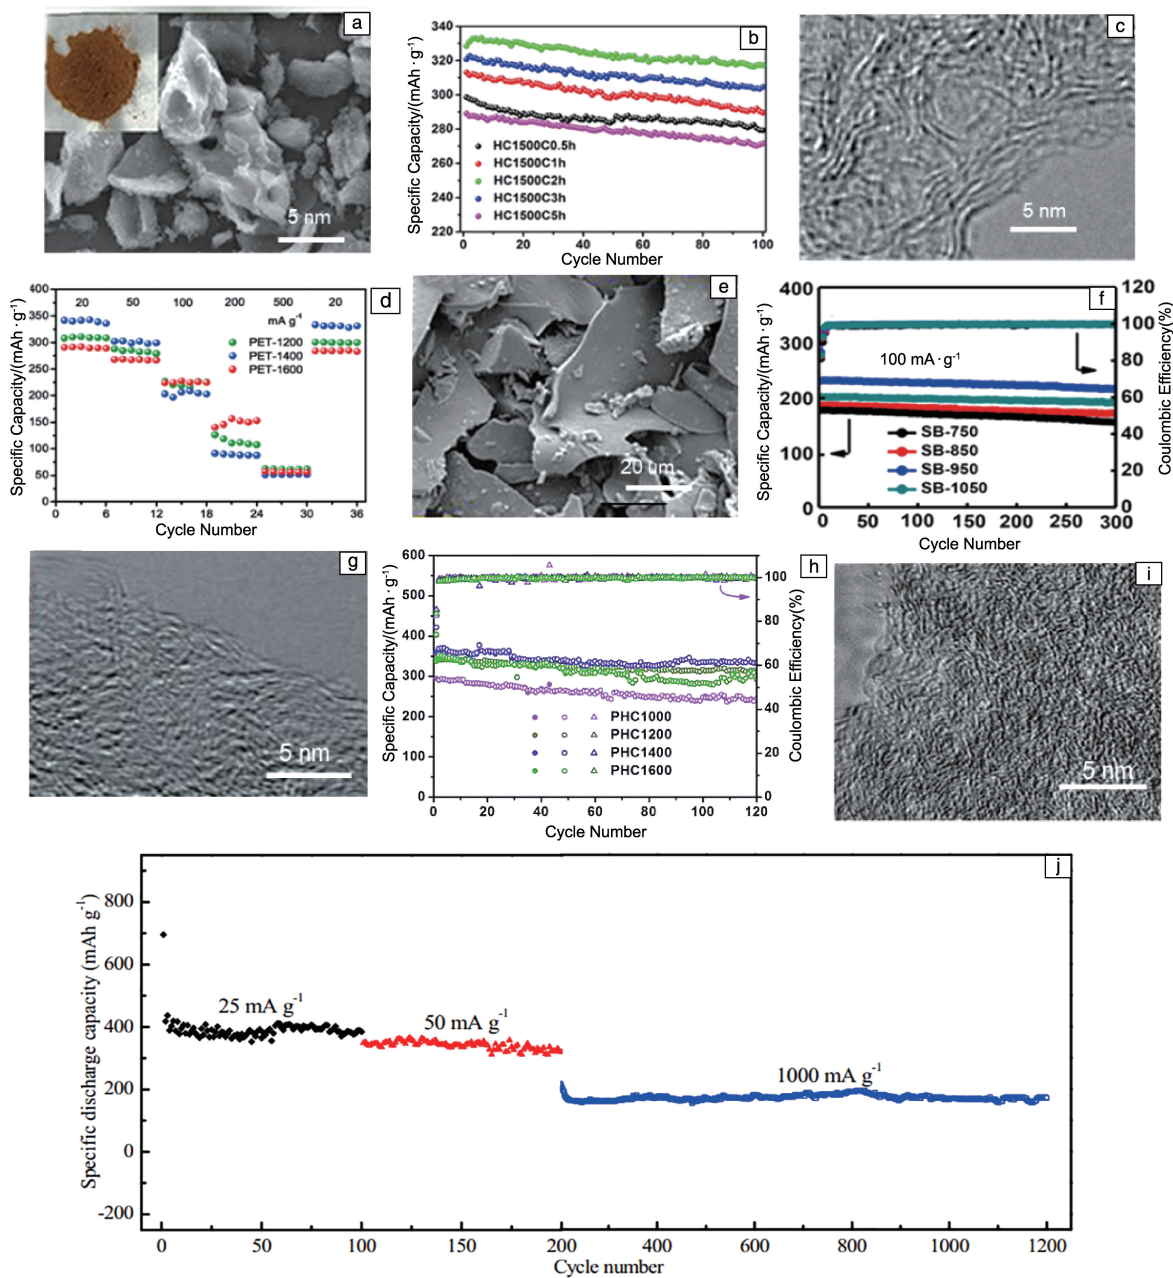 a
5 nm
b
Specific Capacity/(mAh · g⁻¹)
340
320
300
280
260
240
220
HC1500C0.5h
HC1500C1h
HC1500C2h
HC1500C3h
HC1500C5h
0 20 40 60 80 100
Cycle Number
c
5 nm
d
Specific Capacity/(mAh · g⁻¹)
400
350
300
250
200
150
100
50
0
20 50 100 200 500 20
mA g⁻¹
PET-1200
PET-1400
PET-1600
0 6 12 18 24 30 36
Cycle Number
e
20 um
f
Specific Capacity/(mAh · g⁻¹)
400
300
200
100
0
120
100
80
60
40
20
0
Coulombic Efficiency(%)
100 mA · g⁻¹
SB-750
SB-850
SB-950
SB-1050
0 50 100 150 200 250 300
Cycle Number
g
5 nm
h
Specific Capacity/(mAh · g⁻¹)
600
500
400
350
300
250
200
100
0
100
80
60
40
20
0
Coulombic Efficiency(%)
PHC1000
PHC1200
PHC1400
PHC1600
0 20 40 60 80 100 120
Cycle Number
i
5 nm
j
Specific discharge capacity (mAh g⁻¹)
800
600
400
200
0
-200
25 mA g⁻¹
50 mA g⁻¹
1000 mA g⁻¹
0 50 100 150 200 400 600 800 1000 1200
Cycle number